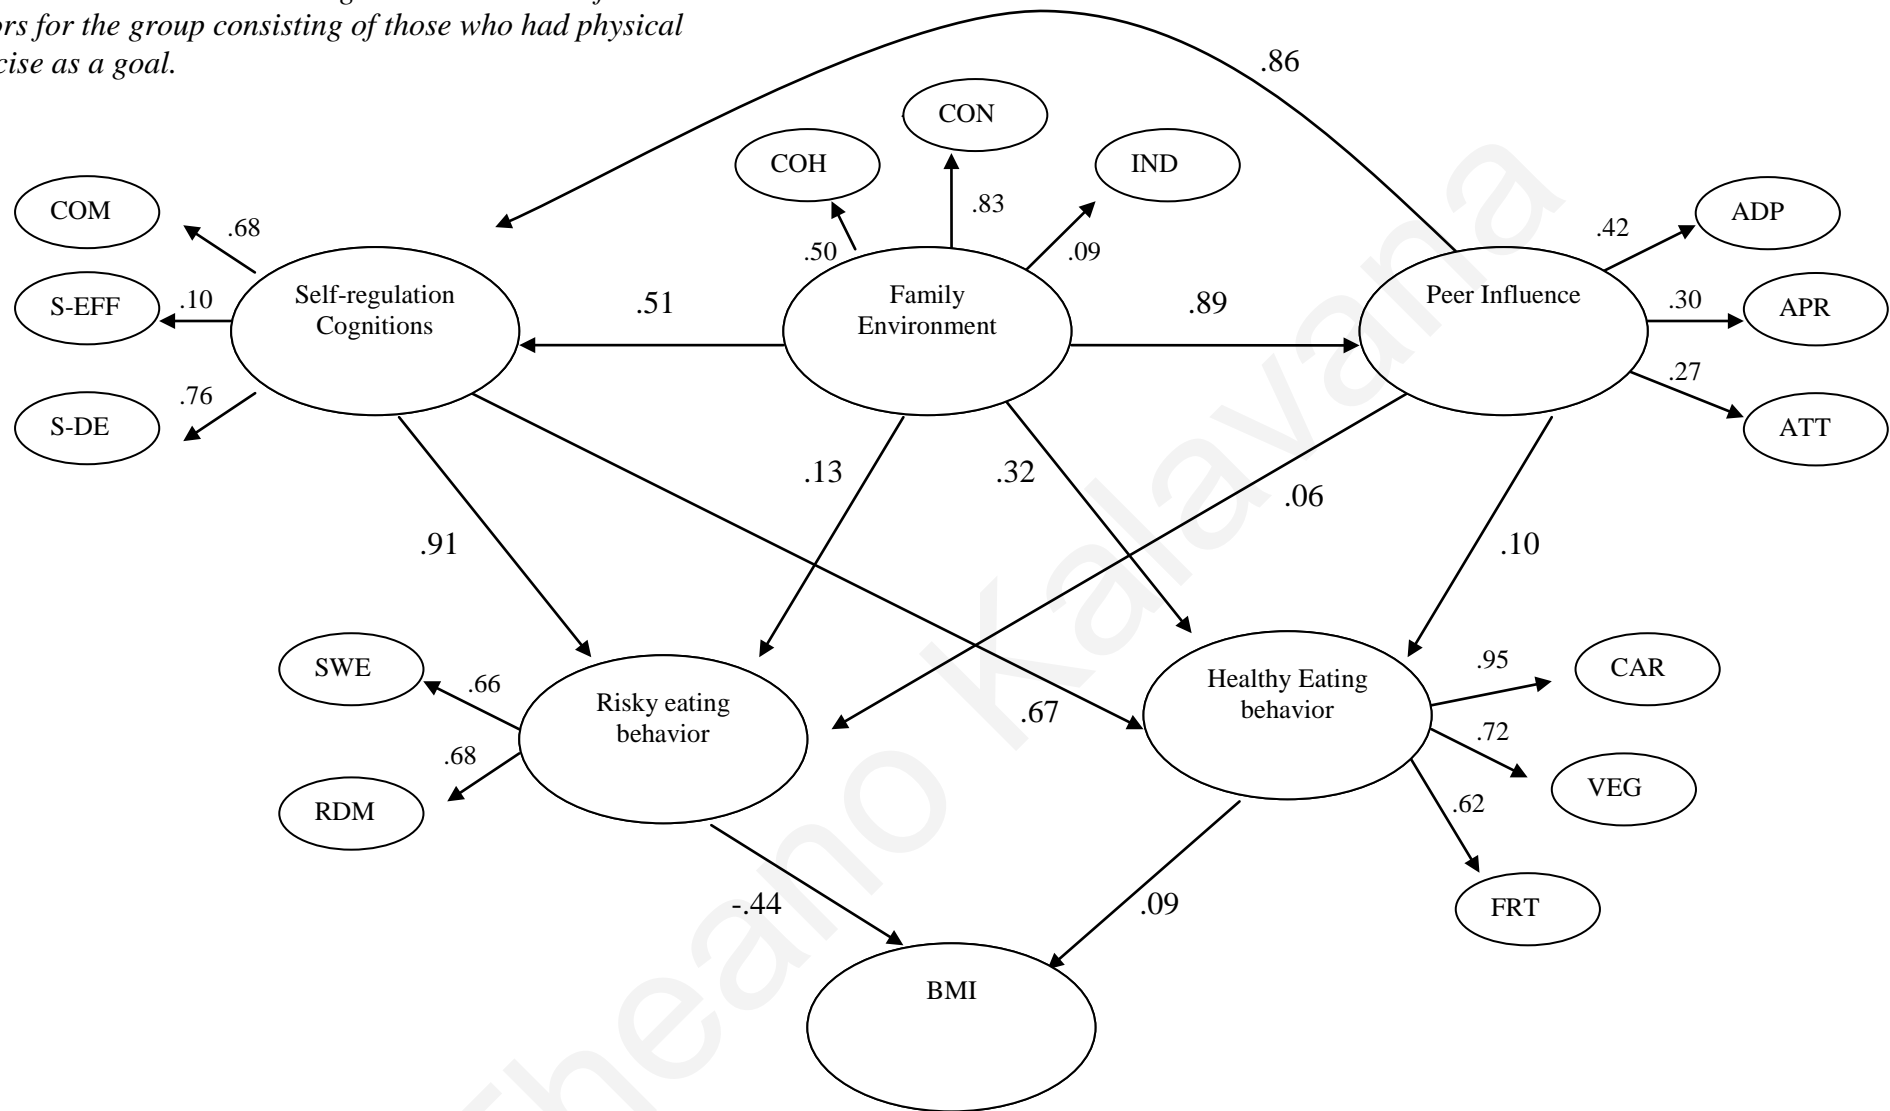 ors for the group consisting of those who had physical
cise as a goal.
.86
CON
COH
IND
COM
ADP
.68
.83
.42
.50
.09
S-EFF
.10
Self-regulation
Cognitions
.51
Family
Environment
.89
Peer Influence
.30
APR
.76
.27
S-DE
ATT
.13
.32
.06
.91
.10
SWE
.66
Risky eating
behavior
.67
Healthy Eating
behavior
.95
CAR
.68
.72
RDM
VEG
.62
-.44
.09
FRT
BMI
Theano Kalavana